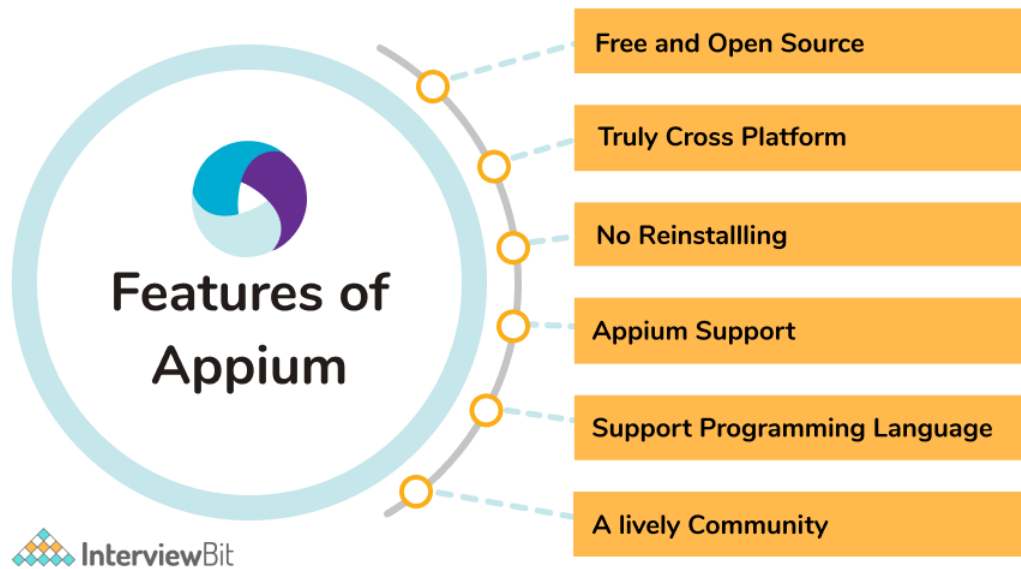 Free and Open Source
Truly Cross Platform
No Reinstallling
Features of
Appium
Appium Support
Support Programming Language
A lively Community
InterviewBit